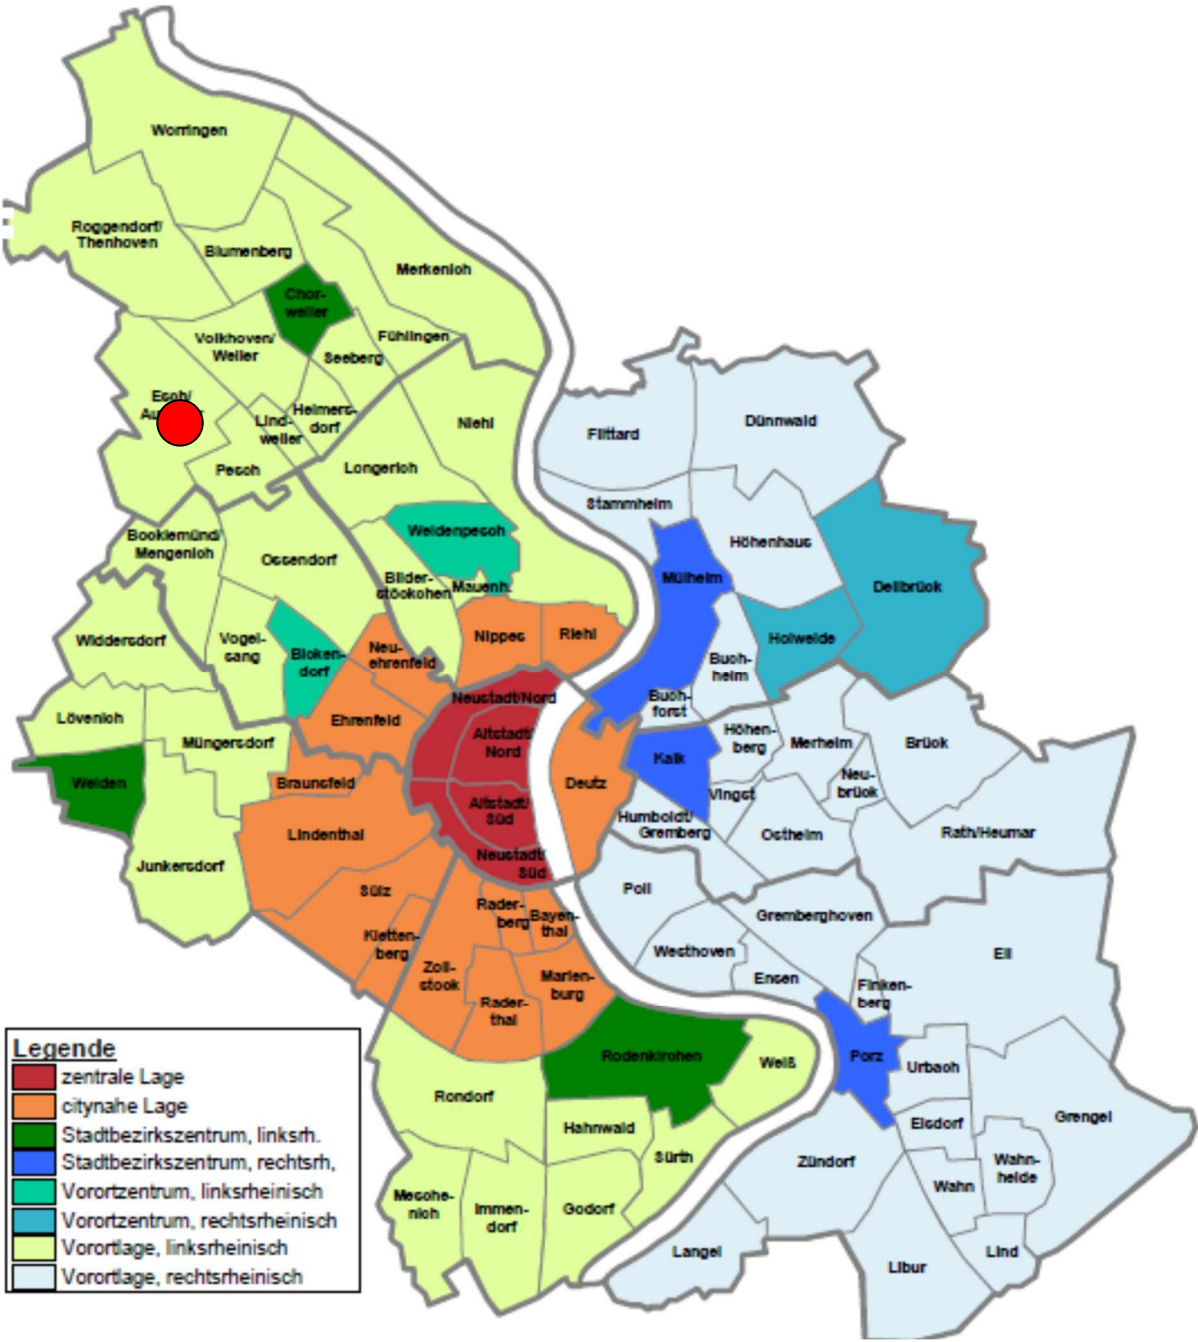 Worringen
Roggendorf/
Thenhoven
Blumenberg
Merkenich
Chor-
weiler
Volkhoven/
Weiler
Seeberg
Fühlingen
Esch/
Lind-
weiler
Heimers-
dorf
Pesch
Niehl
Longerich
Flittard
Dünnwald
Stammheim
Weidenpesch
Bocklemünd/
Mengenich
Ossendorf
Höhenhaus
Bilder-
stöckchen
Mauenh.
Mülheim
Dellbrück
Widdersdorf
Vogel-
sang
Bicken-
dorf
Neu-
ehrenfeld
Nippes
Riehl
Holweide
Buch-
heim
Buch-
forst
Neustadt/Nord
Lövenich
Ehrenfeld
Müngersdorf
Altstadt/
Nord
Höhen-
berg
Merheim
Brück
Weiden
Braunsfeld
Deutz
Kalk
Neu-
brück
Vingst
Altstadt/
Süd
Humboldt/
Gremberg
Ostheim
Rath/Heumar
Lindenthal
Junkersdorf
Neustadt/
Süd
Sülz
Poll
Rader-
berg
Bayen-
thal
Gremberghoven
Kletten-
berg
Westhoven
Eil
Zoll-
stock
Marien-
burg
Ensen
Finken-
berg
Rader-
thal
Rodenkirchen
Weiß
Porz
Urbach
Rondorf
Hahnwald
Elsdorf
Grengel
Sürth
Zündorf
Wahn-
heide
Wahn
Mesche-
nich
Immen-
dorf
Godorf
Langel
Lind
Libur
Legende
zentrale Lage
citynahe Lage
Stadtbezirkszentrum, linksrh.
Stadtbezirkszentrum, rechtsrh,
Vorortzentrum, linksrheinisch
Vorortzentrum, rechtsrheinisch
Vorortlage, linksrheinisch
Vorortlage, rechtsrheinisch